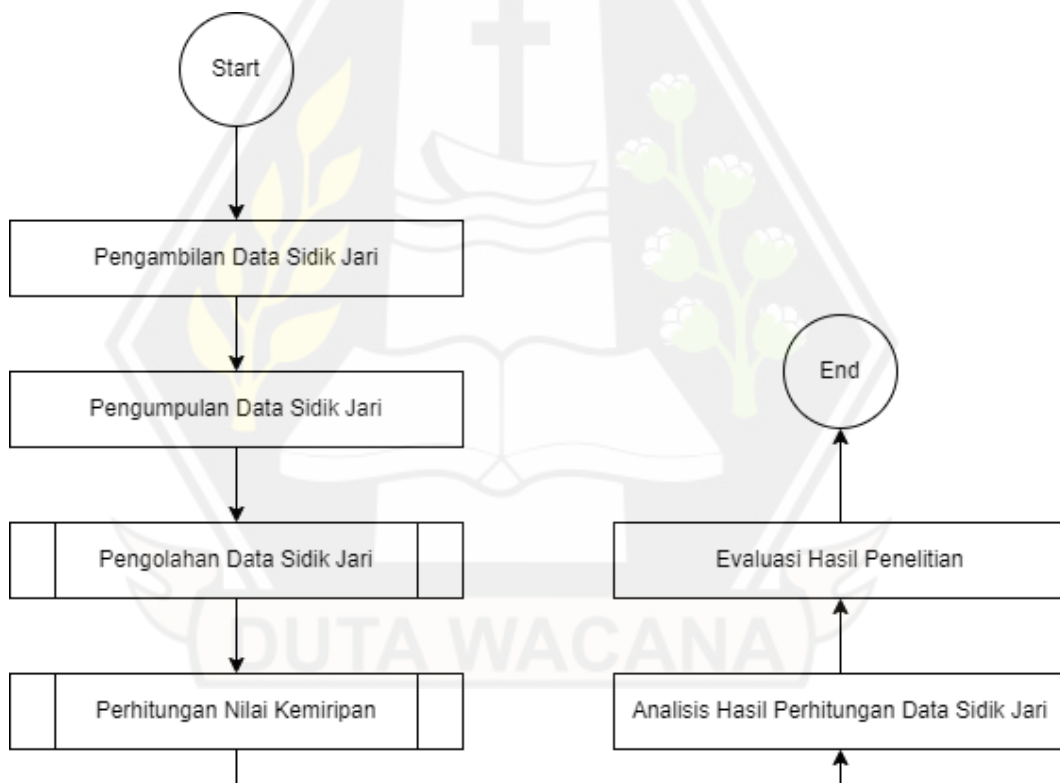 Start
Pengambilan Data Sidik Jari
Pengumpulan Data Sidik Jari
Pengolahan Data Sidik Jari
Perhitungan Nilai Kemiripan
End
Evaluasi Hasil Penelitian
Analisis Hasil Perhitungan Data Sidik Jari
DUTA WACANA